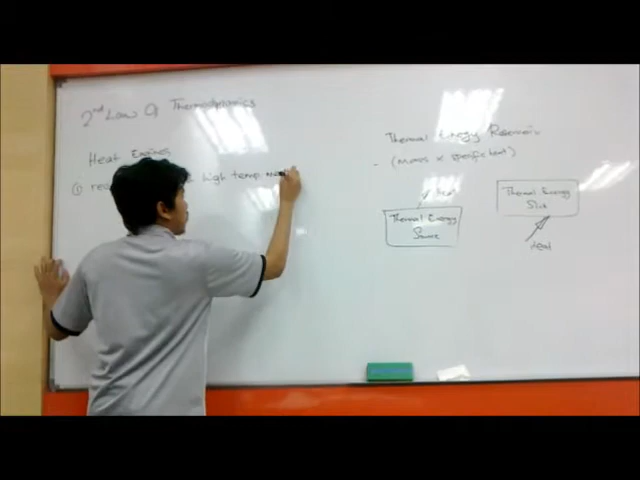 2nd Law of Thermodynamics
Heat Engines
① high temp
Thermal Energy Reservoir
- (mass x specific heat)
heat
Thermal Energy
Source
Thermal Energy
Sink
Heat